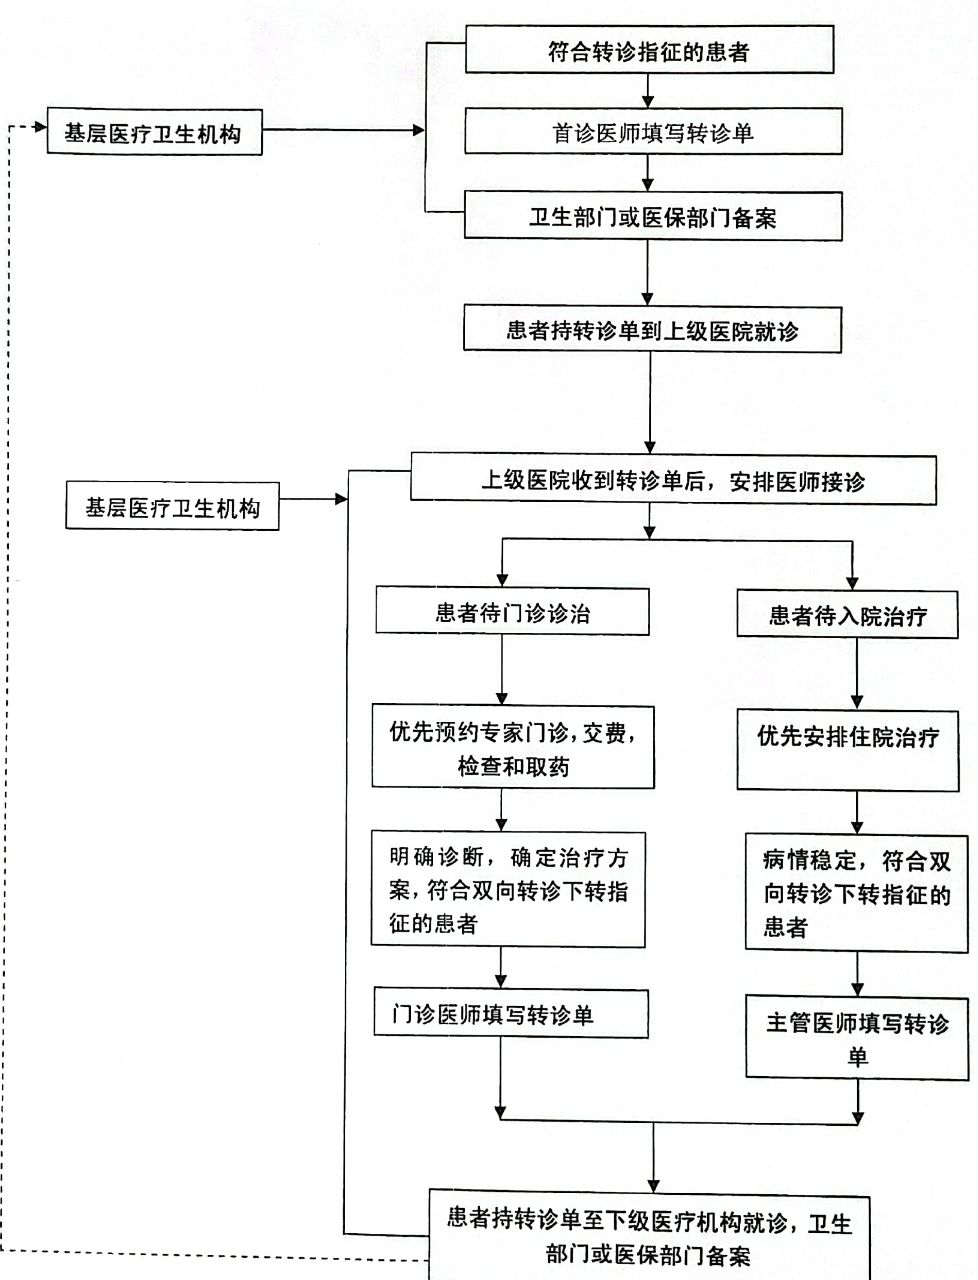 符合转诊指征的患者
基层医疗卫生机构
首诊医师填写转诊单
卫生部门或医保部门备案
患者持转诊单到上级医院就诊
上级医院收到转诊单后，安排医师接诊
基层医疗卫生机构
患者待门诊诊治
患者待入院治疗
优先预约专家门诊，交费，
检查和取药
优先安排住院治疗
明确诊断，确定治疗方
案，符合双向转诊下转指
征的患者
病情稳定，符合双
向转诊下转指征的
患者
门诊医师填写转诊单
主管医师填写转诊
单
患者持转诊单至下级医疗机构就诊，卫生
部门或医保部门备案